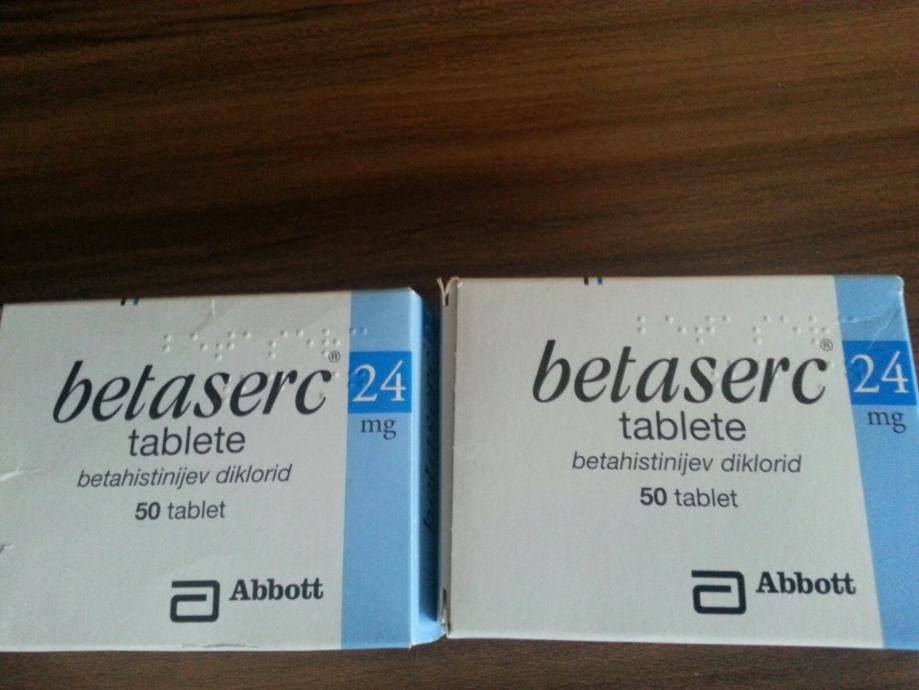 betaserc®
24
mg
tablete
betahistinijev diklorid
50 tablet
Abbott
betaserc®
24
mg
tablete
betahistinijev diklorid
50 tablet
Abbott